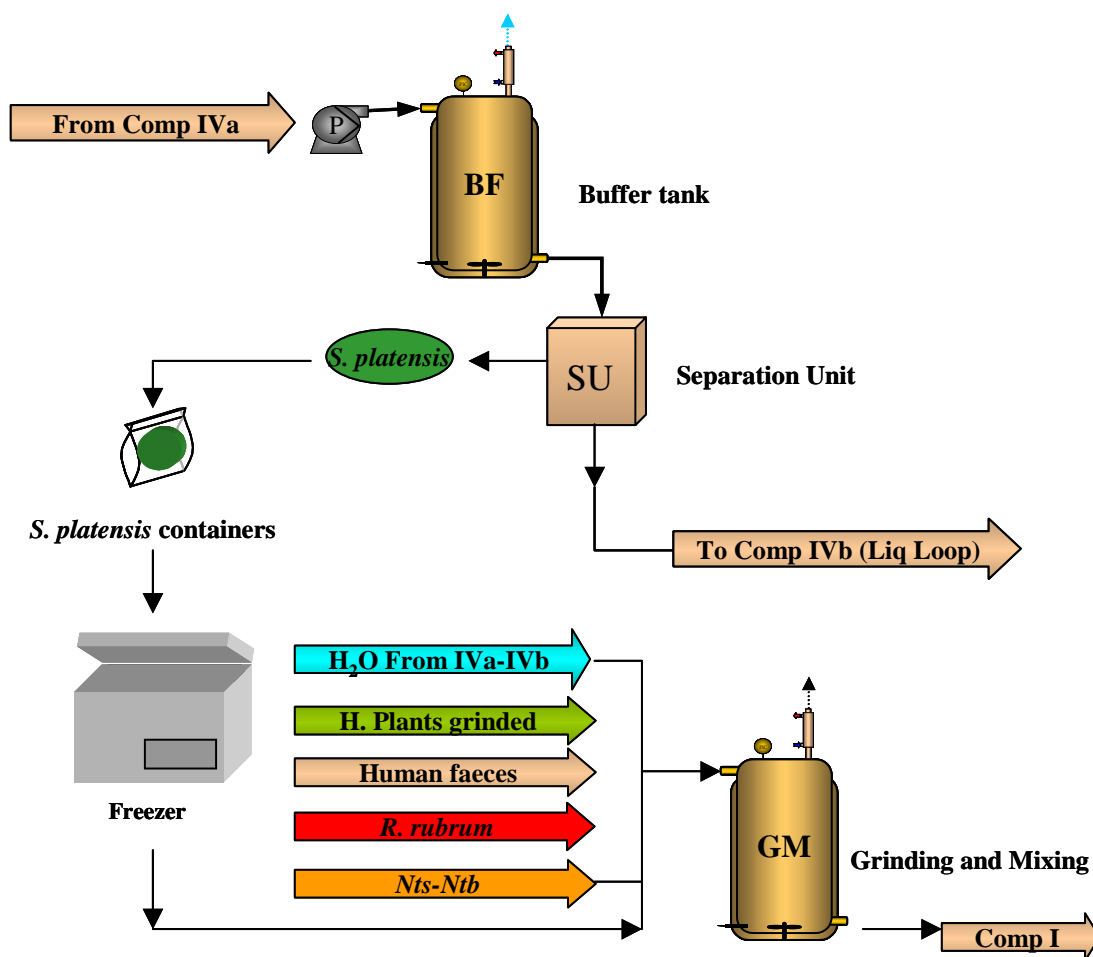 From Comp IVa
P
BF
Buffer tank
S. platensis
SU
Separation Unit
S. platensis containers
To Comp IVb (Liq Loop)
H₂O From IVa-IVb
H. Plants grinded
Human faeces
Freezer
R. rubrum
GM
Grinding and Mixing
Nts-Ntb
Comp I